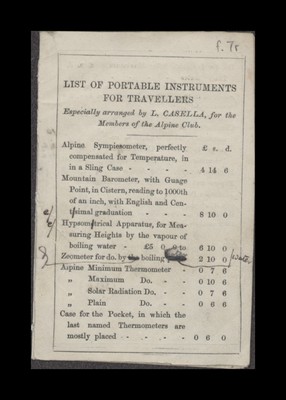 f. 7r
LIST OF PORTABLE INSTRUMENTS
FOR TRAVELLERS
Especially arranged by L. CASELLA, for the
Members of the Alpine Club.
Alpine Sympiesometer, perfectly £ s. d.
compensated for Temperature, in
in a Sling Case - - - - 4 14 6
Mountain Barometer, with Guage
Point, in Cistern, reading to 1000th
of an inch, with English and Cen-
tisimal graduation - - - - 8 10 0
Hypsometrical Apparatus, for Mea-
suring Heights by the vapour of
boiling water - £5 0 0 to 6 10 0
Zeometer for do. by the boiling 2 10 0
Alpine Minimum Thermometer - 0 7 6
„ Maximum Do. - - 0 10 6
„ Solar Radiation Do. - - 0 7 6
„ Plain Do. - - 0 6 6
Case for the Pocket, in which the
last named Thermometers are
mostly placed - - - - 0 6 0